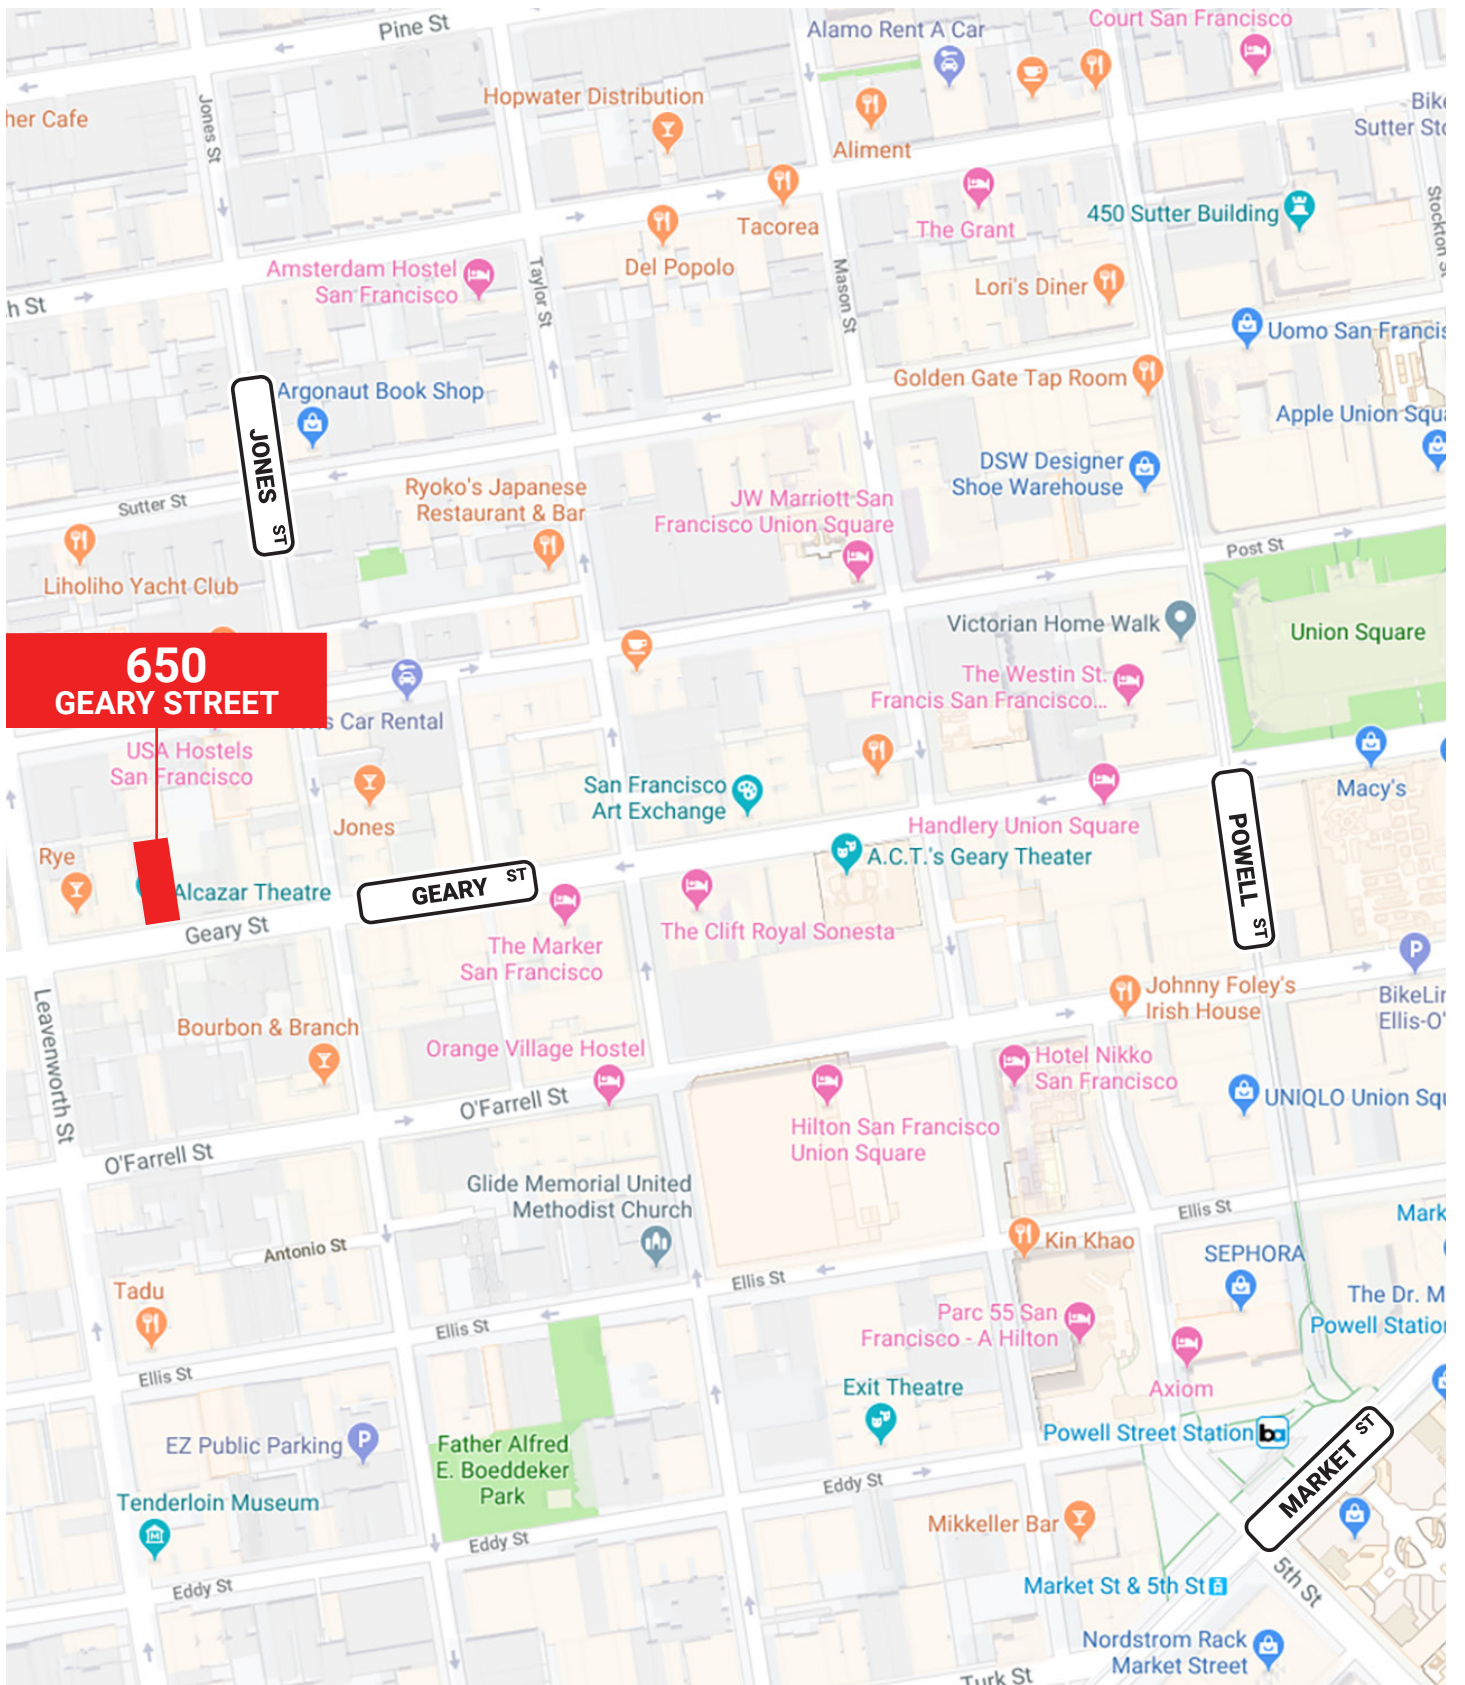 Pine St
Alamo Rent A Car
Court San Francisco
Jones St
her Cafe
Hopwater Distribution
Aliment
Bike
Sutter Sto
Tacorea
The Grant
450 Sutter Building
Stockton S
Del Popolo
Amsterdam Hostel
San Francisco
Taylor St
Mason St
Lori's Diner
h St
Uomo San Francis
Argonaut Book Shop
Golden Gate Tap Room
Apple Union Squa
JONES ST
DSW Designer
Shoe Warehouse
Sutter St
Ryoko's Japanese
Restaurant & Bar
JW Marriott San
Francisco Union Square
Post St
Liholiho Yacht Club
Victorian Home Walk
Union Square
650
GEARY STREET
The Westin St.
Francis San Francisco...
s Car Rental
USA Hostels
San Francisco
San Francisco
Art Exchange
Macy's
Jones
Handlery Union Square
POWELL ST
Rye
A.C.T.'s Geary Theater
Alcazar Theatre
GEARY ST
Geary St
The Marker
San Francisco
The Clift Royal Sonesta
P
Johnny Foley's
Irish House
BikeLin
Ellis-O'
Leavenworth St
Bourbon & Branch
Orange Village Hostel
Hotel Nikko
San Francisco
UNIQLO Union Squ
O'Farrell St
Hilton San Francisco
Union Square
O'Farrell St
Glide Memorial United
Methodist Church
Ellis St
Mark
Antonio St
Kin Khao
SEPHORA
Tadu
Ellis St
The Dr. M
Parc 55 San
Francisco - A Hilton
Powell Station
Ellis St
Ellis St
Exit Theatre
Axiom
Powell Street Station
ba
MARKET ST
EZ Public Parking
P
Father Alfred
E. Boeddeker
Park
Eddy St
Tenderloin Museum
M
Mikkeller Bar
Eddy St
5th St
Eddy St
Market St & 5th St
Nordstrom Rack
Market Street
Turk St